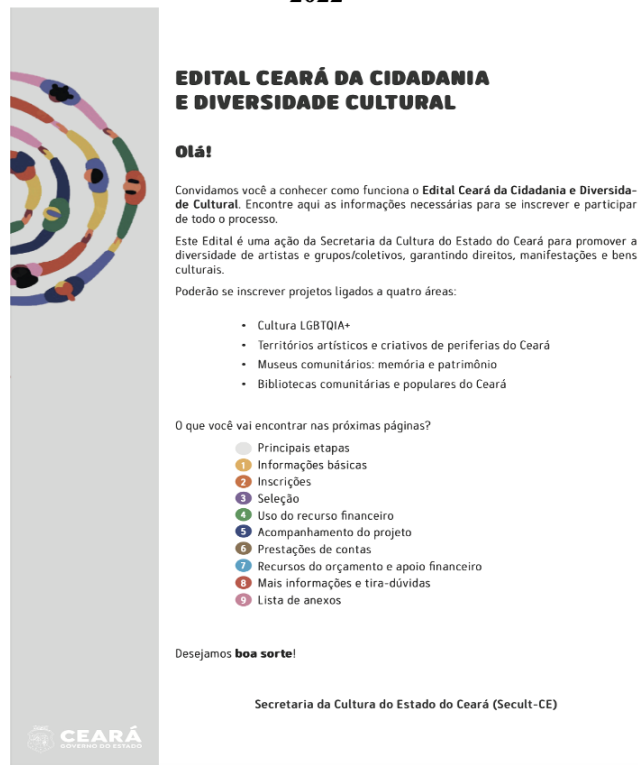 EDITAL CEARÁ DA CIDADANIA
E DIVERSIDADE CULTURAL
Olá!
Convidamos você a conhecer como funciona o Edital Ceará da Cidadania e Diversida-
de Cultural. Encontre aqui as informações necessárias para se inscrever e participar
de todo o processo.
Este Edital é uma ação da Secretaria da Cultura do Estado do Ceará para promover a
diversidade de artistas e grupos/coletivos, garantindo direitos, manifestações e bens
culturais.
Poderão se inscrever projetos ligados a quatro áreas:
• Cultura LGBTQIA+
• Territórios artísticos e criativos de periferias do Ceará
• Museus comunitários: memória e patrimônio
• Bibliotecas comunitárias e populares do Ceará
O que você vai encontrar nas próximas páginas?
Principais etapas
1 Informações básicas
2 Inscrições
3 Seleção
4 Uso do recurso financeiro
5 Acompanhamento do projeto
6 Prestações de contas
7 Recursos do orçamento e apoio financeiro
8 Mais informações e tira-dúvidas
9 Lista de anexos
Desejamos boa sorte!
Secretaria da Cultura do Estado do Ceará (Secult-CE)
CEARÁ
GOVERNO DO ESTADO